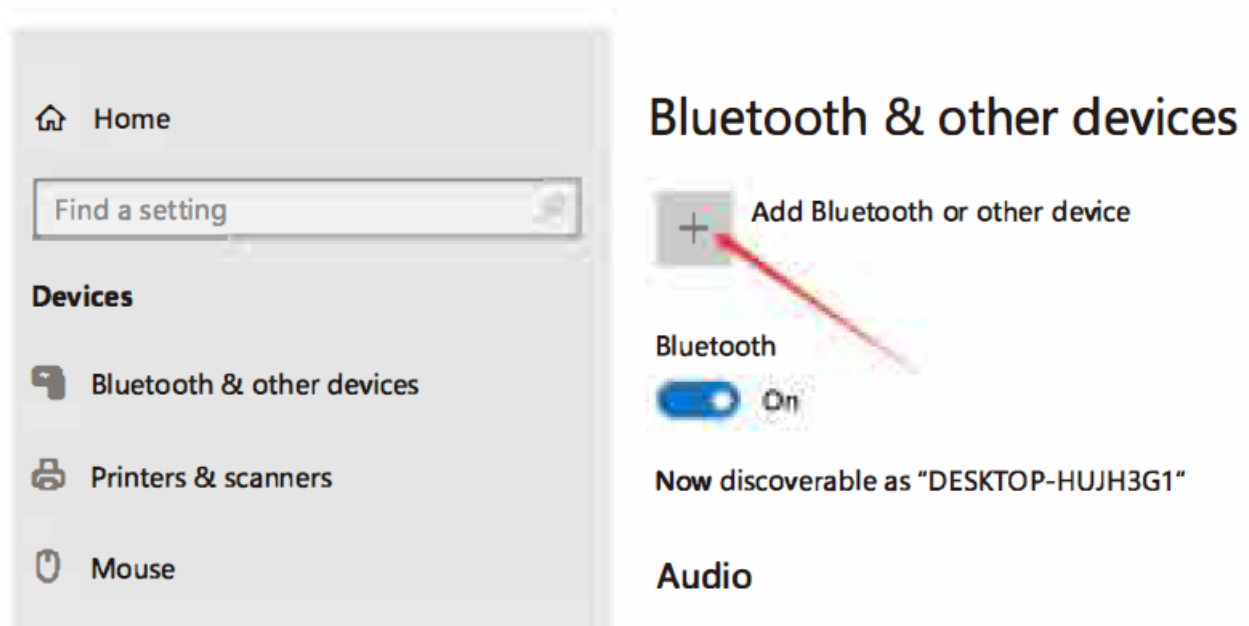 Home
Find a setting
Devices
Bluetooth & other devices
Printers & scanners
Mouse
Bluetooth & other devices
Add Bluetooth or other device
Bluetooth
On
Now discoverable as “DESKTOP-HUJH3G1“
Audio